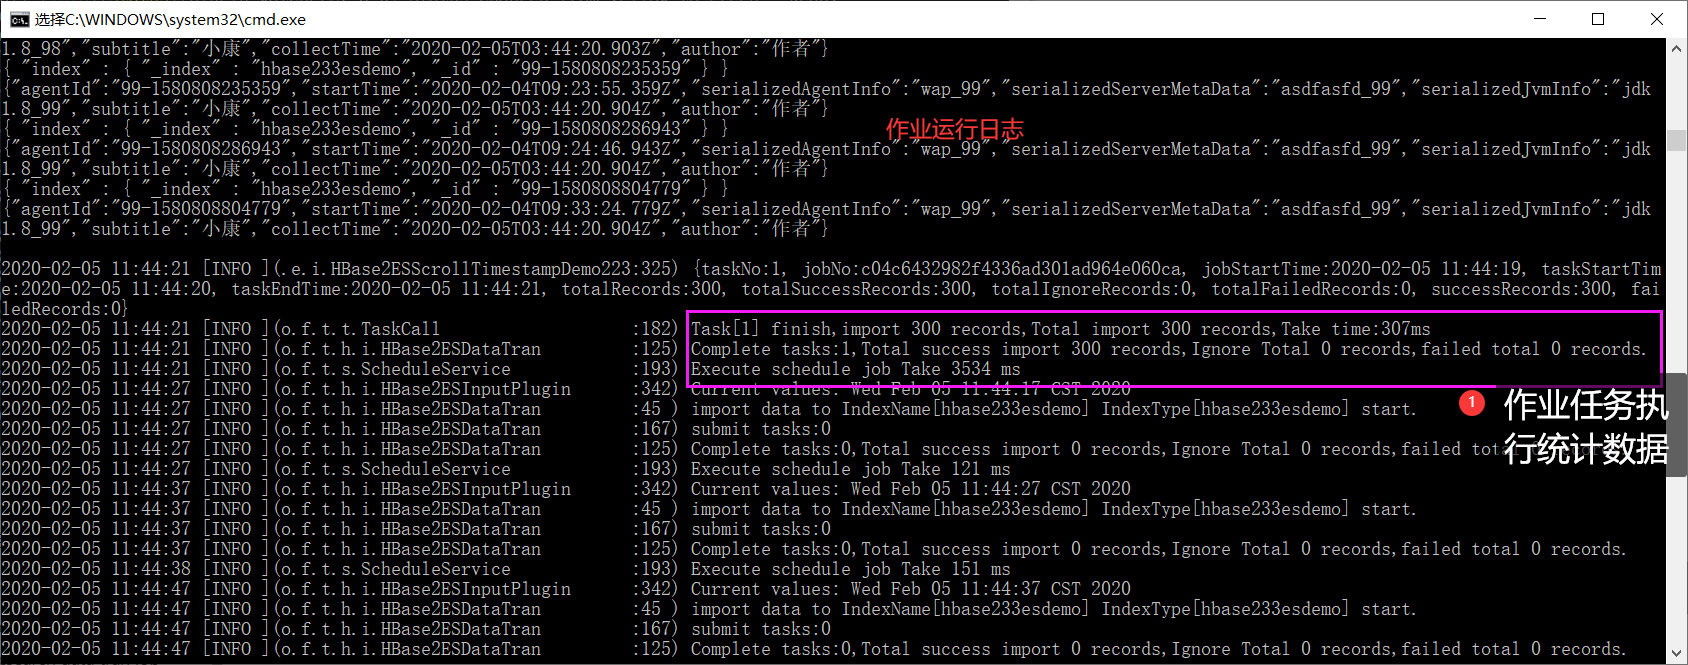 选择C:\WINDOWS\system32\cmd.exe
1.8_98","subtitle":"小康","collectTime":"2020-02-05T03:44:20.903Z","author":"作者"}
{ "index" : { "_index" : "hbase233esdemo", "_id" : "99-1580808235359" } }
{"agentId":"99-1580808235359","startTime":"2020-02-04T09:23:55.359Z","serializedAgentInfo":"wap_99","serializedServerMetaData":"asdfasfd_99","serializedJvmInfo":"jdk
1.8_99","subtitle":"小康","collectTime":"2020-02-05T03:44:20.904Z","author":"作者"}
{ "index" : { "_index" : "hbase233esdemo", "_id" : "99-1580808286943" } }
作业运行日志
{"agentId":"99-1580808286943","startTime":"2020-02-04T09:24:46.943Z","serializedAgentInfo":"wap_99","serializedServerMetaData":"asdfasfd_99","serializedJvmInfo":"jdk
1.8_99","subtitle":"小康","collectTime":"2020-02-05T03:44:20.904Z","author":"作者"}
{ "index" : { "_index" : "hbase233esdemo", "_id" : "99-1580808804779" } }
{"agentId":"99-1580808804779","startTime":"2020-02-04T09:33:24.779Z","serializedAgentInfo":"wap_99","serializedServerMetaData":"asdfasfd_99","serializedJvmInfo":"jdk
1.8_99","subtitle":"小康","collectTime":"2020-02-05T03:44:20.904Z","author":"作者"}
2020-02-05 11:44:21 [INFO ](.e.i.HBase2ESScrollTimestampDemo223:325) {taskNo:1, jobNo:c04c6432982f4336ad301ad964e060ca, jobStartTime:2020-02-05 11:44:19, taskStartTim
e:2020-02-05 11:44:20, taskEndTime:2020-02-05 11:44:21, totalRecords:300, totalSuccessRecords:300, totalIgnoreRecords:0, totalFailedRecords:0, successRecords:300, fai
ledRecords:0}
2020-02-05 11:44:21 [INFO ](o.f.t.t.TaskCall :182) Task[1] finish,import 300 records,Total import 300 records,Take time:307ms
2020-02-05 11:44:21 [INFO ](o.f.t.h.i.HBase2ESDataTran :125) Complete tasks:1,Total success import 300 records,Ignore Total 0 records,failed total 0 records.
2020-02-05 11:44:21 [INFO ](o.f.t.s.ScheduleService :193) Execute schedule job Take 3534 ms
2020-02-05 11:44:27 [INFO ](o.f.t.h.i.HBase2ESInputPlugin :342) Current values: Wed Feb 05 11:44:17 CST 2020
2020-02-05 11:44:27 [INFO ](o.f.t.h.i.HBase2ESDataTran :45 ) import data to IndexName[hbase233esdemo] IndexType[hbase233esdemo] start.
1 作业任务执
行统计数据
2020-02-05 11:44:27 [INFO ](o.f.t.h.i.HBase2ESDataTran :167) submit tasks:0
2020-02-05 11:44:27 [INFO ](o.f.t.h.i.HBase2ESDataTran :125) Complete tasks:0,Total success import 0 records,Ignore Total 0 records,failed
2020-02-05 11:44:27 [INFO ](o.f.t.s.ScheduleService :193) Execute schedule job Take 121 ms
2020-02-05 11:44:37 [INFO ](o.f.t.h.i.HBase2ESInputPlugin :342) Current values: Wed Feb 05 11:44:27 CST 2020
2020-02-05 11:44:37 [INFO ](o.f.t.h.i.HBase2ESDataTran :45 ) import data to IndexName[hbase233esdemo] IndexType[hbase233esdemo] start.
2020-02-05 11:44:37 [INFO ](o.f.t.h.i.HBase2ESDataTran :167) submit tasks:0
2020-02-05 11:44:37 [INFO ](o.f.t.h.i.HBase2ESDataTran :125) Complete tasks:0,Total success import 0 records,Ignore Total 0 records,failed total 0 records.
2020-02-05 11:44:38 [INFO ](o.f.t.s.ScheduleService :193) Execute schedule job Take 151 ms
2020-02-05 11:44:47 [INFO ](o.f.t.h.i.HBase2ESInputPlugin :342) Current values: Wed Feb 05 11:44:37 CST 2020
2020-02-05 11:44:47 [INFO ](o.f.t.h.i.HBase2ESDataTran :45 ) import data to IndexName[hbase233esdemo] IndexType[hbase233esdemo] start.
2020-02-05 11:44:47 [INFO ](o.f.t.h.i.HBase2ESDataTran :167) submit tasks:0
2020-02-05 11:44:47 [INFO ](o.f.t.h.i.HBase2ESDataTran :125) Complete tasks:0,Total success import 0 records,Ignore Total 0 records,failed total 0 records.